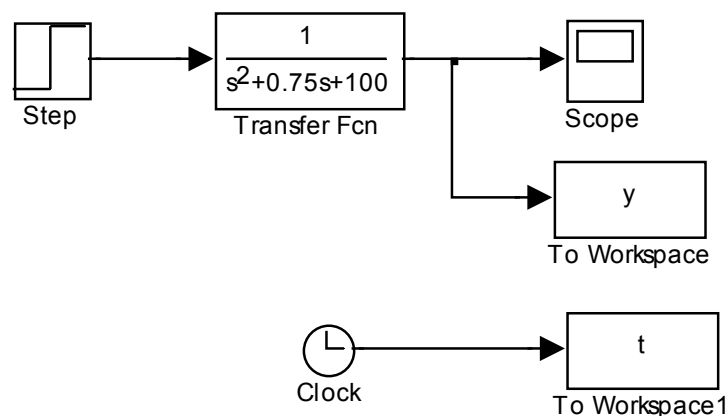 1
s2+0.75s+100
Step
Transfer Fcn
Scope
y
To Workspace
t
Clock
To Workspace1